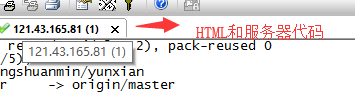 121.43.165.81 (1)
HTML和服务器代码
2), pack-reused 0
121.43.165.81 (1)
/5)
ngshuanmin/yunxian
r -> origin/master